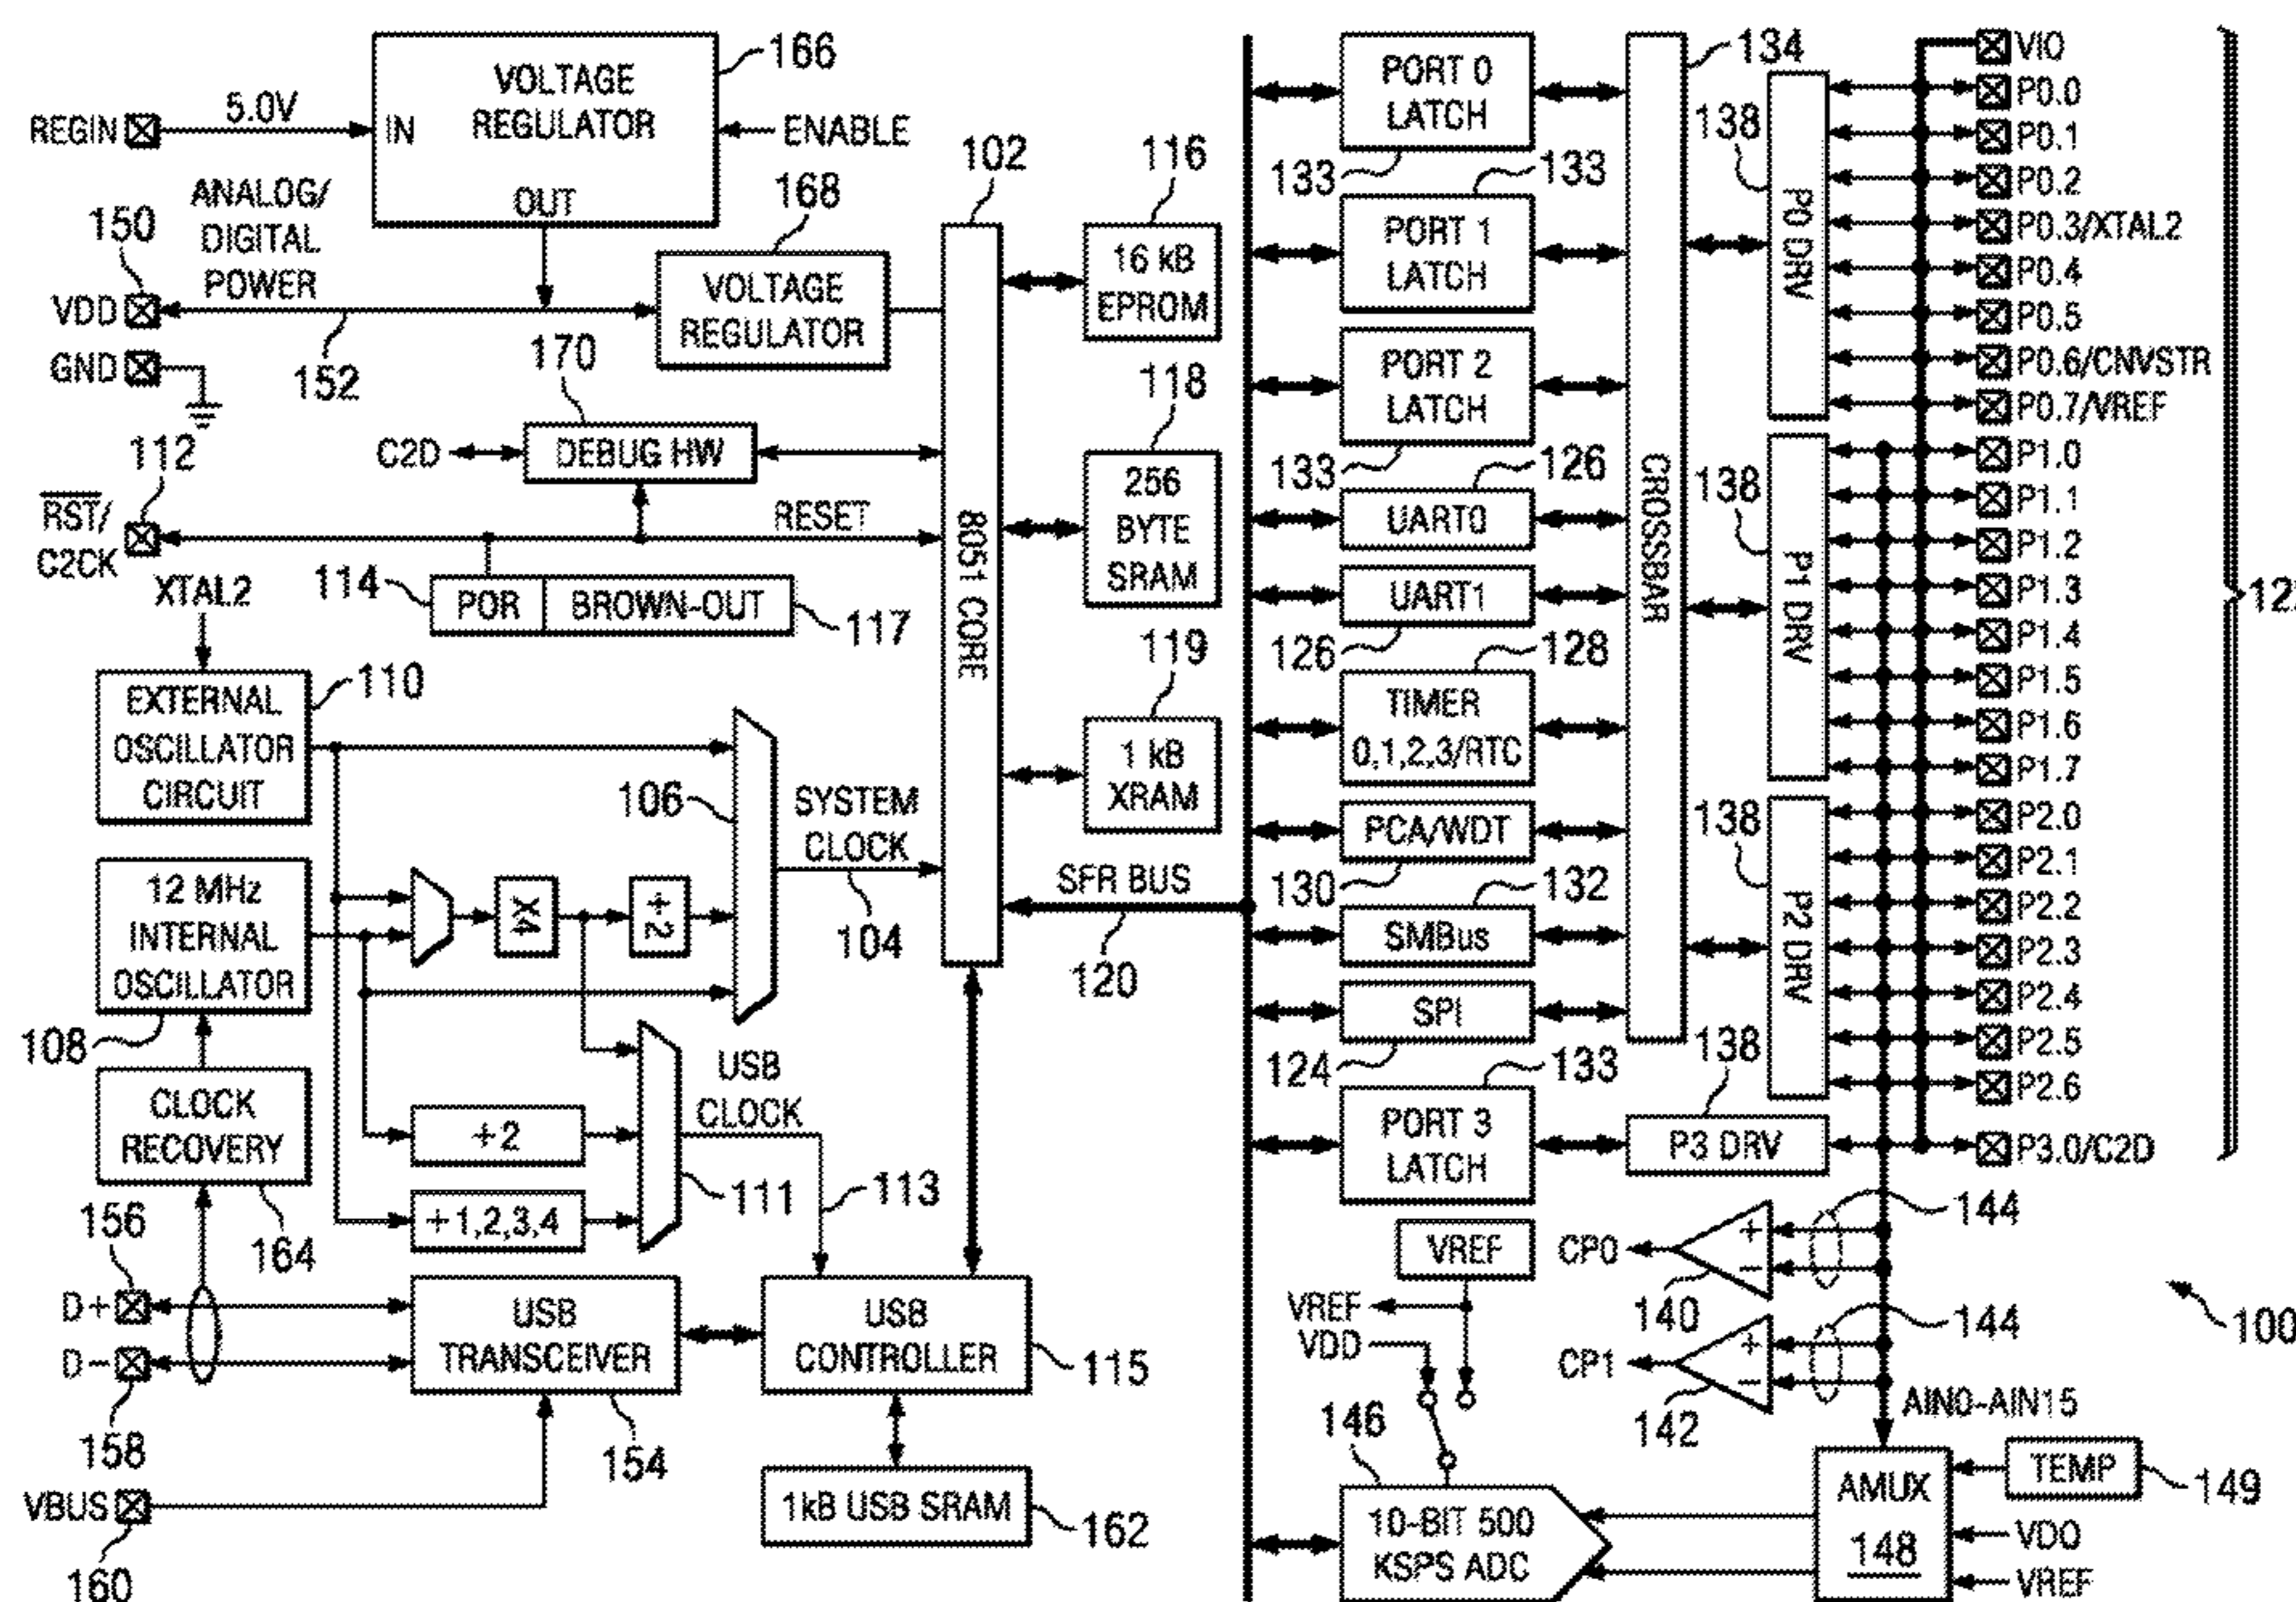 166
VOLTAGE
REGULATOR
REGIN
5.0V
IN
ENABLE
OUT
ANALOG/
DIGITAL
POWER
150
VDD
152
GND
168
VOLTAGE
REGULATOR
102
8051 CORE
170
C2D
DEBUG HW
112
RST/
C2CK
RESET
114
POR
BROWN-OUT
117
XTAL2
110
EXTERNAL
OSCILLATOR
CIRCUIT
12 MHz
INTERNAL
OSCILLATOR
108
CLOCK
RECOVERY
164
X4
÷2
106
SYSTEM
CLOCK
104
÷2
÷1,2,3,4
111
USB
CLOCK
113
156
D+
D−
158
VBUS
160
USB
TRANSCEIVER
154
USB
CONTROLLER
115
1kB USB SRAM
162
116
16 kB
EPROM
118
256
BYTE
SRAM
119
1 kB
XRAM
SFR BUS
120
PORT 0
LATCH
133
133
PORT 1
LATCH
PORT 2
LATCH
133
126
UART0
UART1
126
128
TIMER
0,1,2,3/RTC
PCA/WDT
130
132
SMBus
SPI
124
133
PORT 3
LATCH
134
CROSSBAR
138
P0 DRV
138
P1 DRV
138
P2 DRV
138
P3 DRV
VIO
P0.0
P0.1
P0.2
P0.3/XTAL2
P0.4
P0.5
P0.6/CNVSTR
P0.7/VREF
P1.0
P1.1
P1.2
P1.3
P1.4
P1.5
P1.6
P1.7
P2.0
P2.1
P2.2
P2.3
P2.4
P2.5
P2.6
P3.0/C2D
VREF
VREF
VDD
CP0
+
−
140
144
CP1
+
−
142
144
100
AIN0-AIN15
146
10-BIT 500
KSPS ADC
AMUX
148
TEMP
149
VDO
VREF